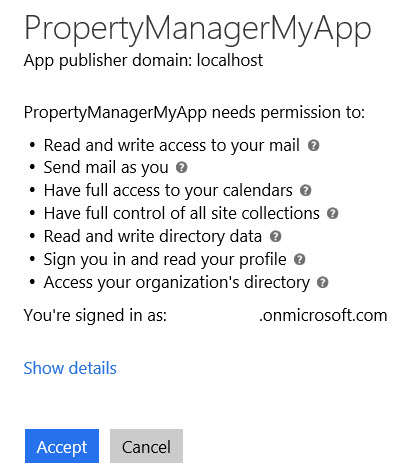 PropertyManagerMyApp
App publisher domain: localhost
PropertyManagerMyApp needs permission to:
• Read and write access to your mail ?
• Send mail as you ?
• Have full access to your calendars ?
• Have full control of all site collections ?
• Read and write directory data ?
• Sign you in and read your profile ?
• Access your organization's directory ?
You're signed in as: .onmicrosoft.com
Show details
Accept Cancel